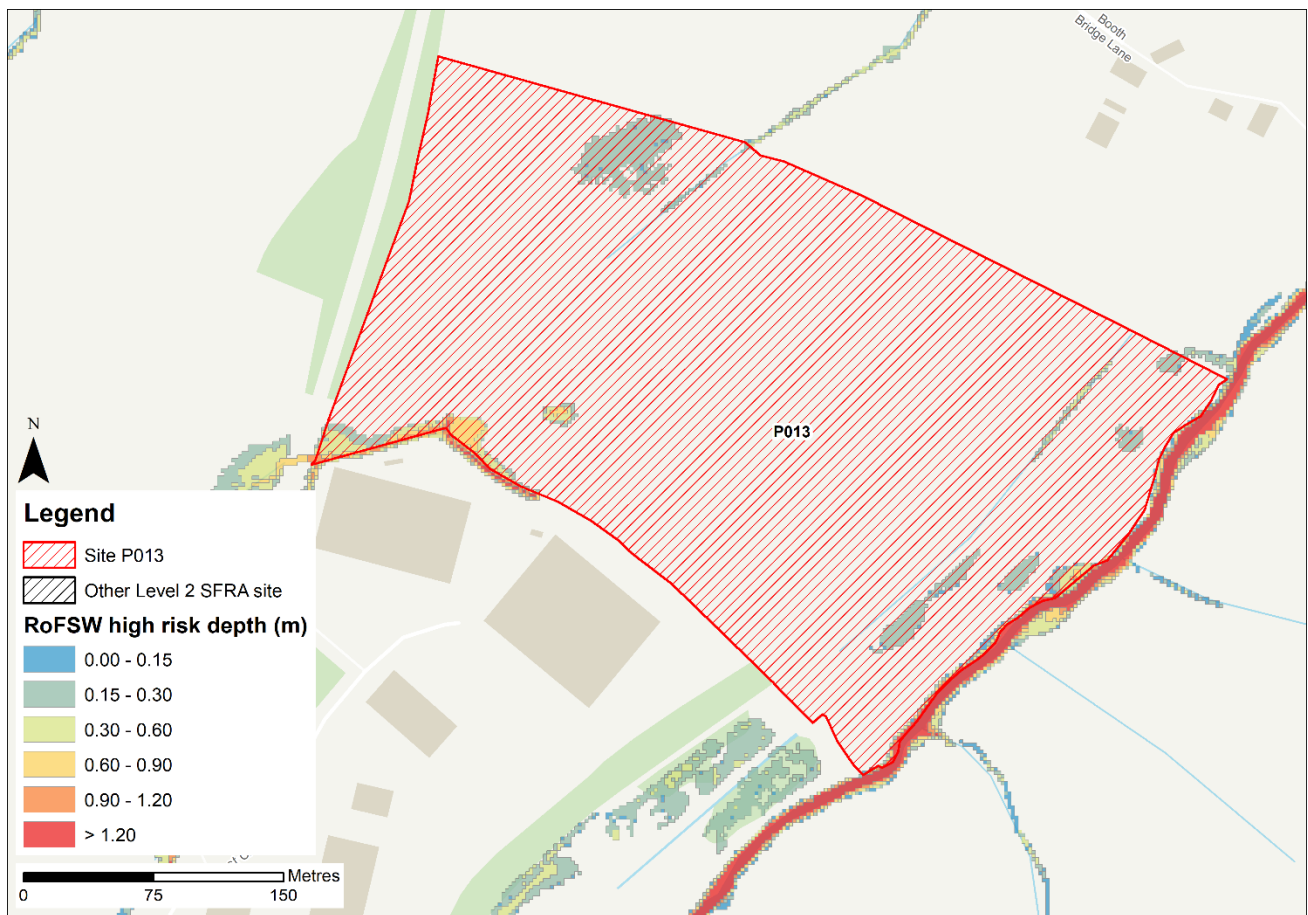 Booth
Bridge Lane
P013
N
Legend
Site P013
Other Level 2 SFRA site
RoFSW high risk depth (m)
0.00 - 0.15
0.15 - 0.30
0.30 - 0.60
0.60 - 0.90
0.90 - 1.20
> 1.20
Metres
0 75 150